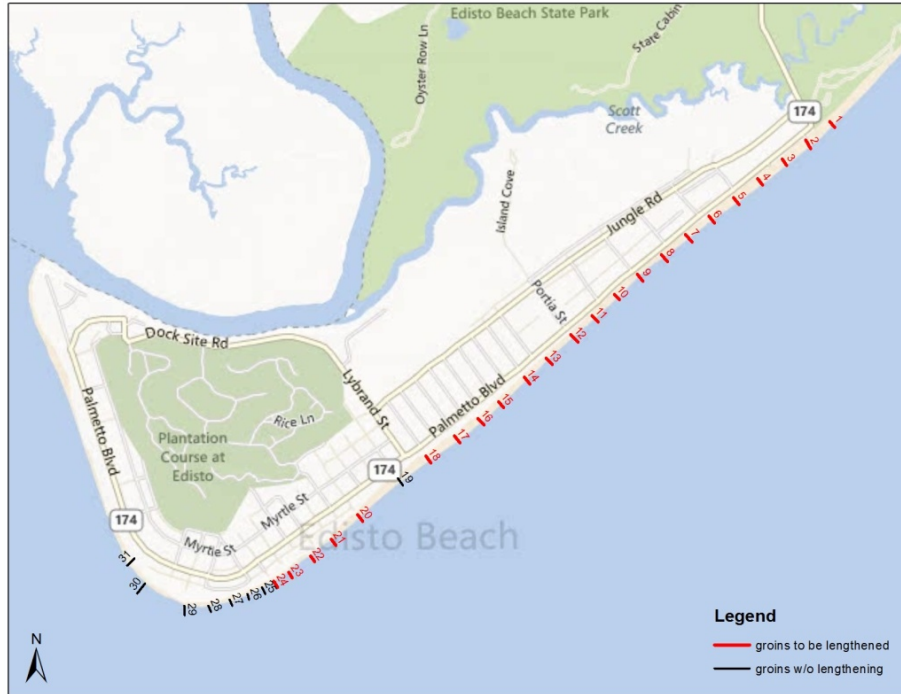 Edisto Beach State Park
Oyster Row Ln
State Cabin
Scott
Creek
174
Island Cove
Jungle Rd
Portia St
Dock Site Rd
Lybrand St
Palmetto Blvd
Palmetto Blvd
Rice Ln
Plantation
Course at
Edisto
174
Myrtle St
Myrtle St
174
Edisto Beach
1
2
3
4
5
6
7
8
9
10
11
12
13
14
15
16
17
18
19
20
21
22
23
24
25
26
27
28
29
30
31
N
Legend
groins to be lengthened
groins w/o lengthening